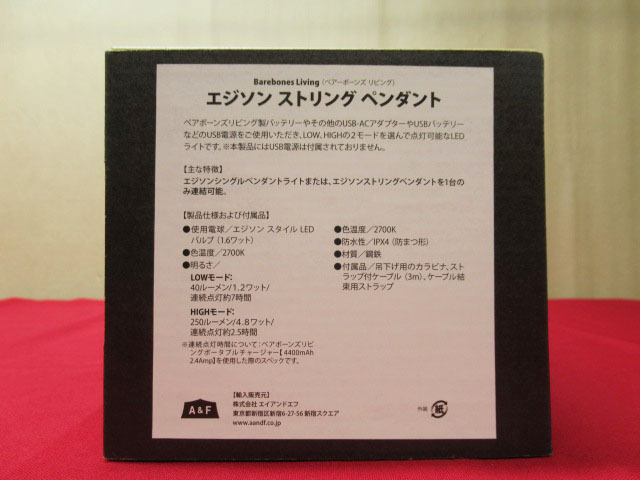 Barebones Living（ベアーボーンズ リビング）
エジソン ストリング ペンダント
ベアボーンズリビング製バッテリーやその他のUSB-ACアダプターやUSBバッテリー
などのUSB電源をご使用いただき、LOW、HIGHの2モードを選んで点灯可能なLED
ライトです。※本製品にはUSB電源は付属されておりません。
【主な特徴】
エジソンシングルペンダントライトまたは、エジソンストリングペンダントを1台の
み連結可能。
【製品仕様および付属品】
●使用電球／エジソン スタイル LED
バルブ（1.6ワット）
●色温度／2700K
●明るさ／
LOWモード：
40ルーメン/1.2ワット/
連続点灯約7時間
HIGHモード：
250ルーメン/4.8ワット/
連続点灯約2.5時間
※連続点灯時間について：ベアボーンズリビ
ングポータブルチャージャー【4400mAh
2.4Amp】を使用した際のスペックです。
●色温度／2700K
●防水性／IPX4（防まつ形）
●材質／鋼鉄
●付属品／吊下げ用のカラビナ、スト
ラップ付ケーブル（3m）、ケーブル結
束用ストラップ
A&F
【輸入販売元】
株式会社 エイアンドエフ
東京都新宿区新宿6-27-56 新宿スクエア
www.aandf.co.jp
外装
紙